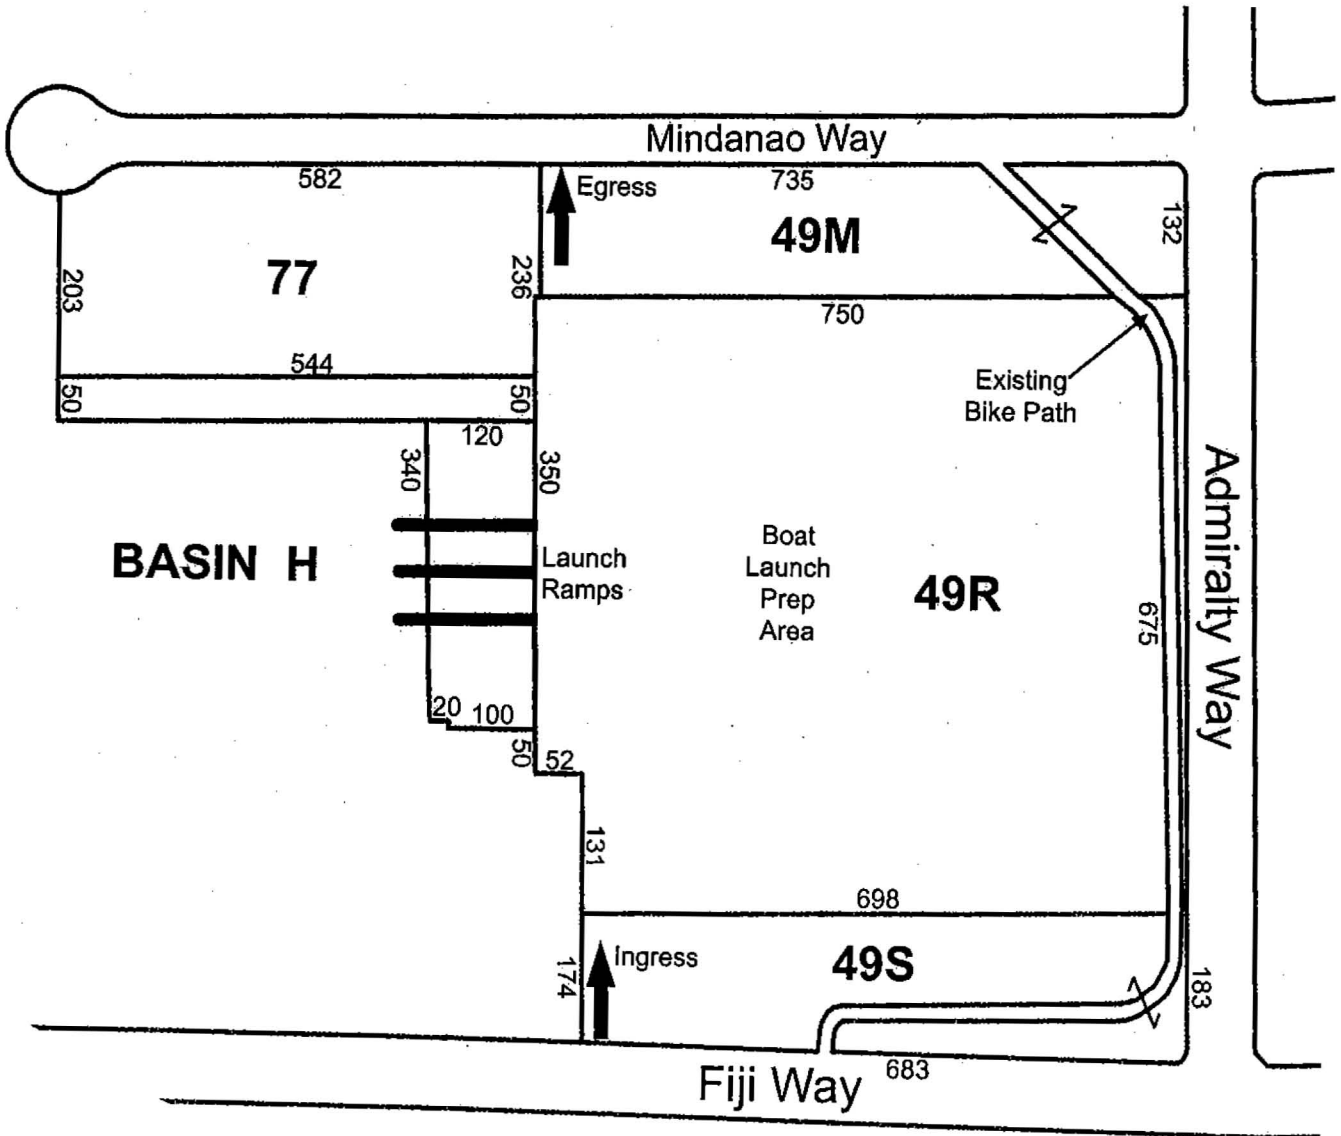 Mindanao Way
582
Egress
735
49M
132
77
203
236
750
544
50
50
Existing
Bike Path
120
340
350
BASIN H
Launch
Ramps
Boat
Launch
Prep
Area
49R
675
Admiralty Way
20
100
50
52
131
698
174
Ingress
49S
183
683
Fiji Way